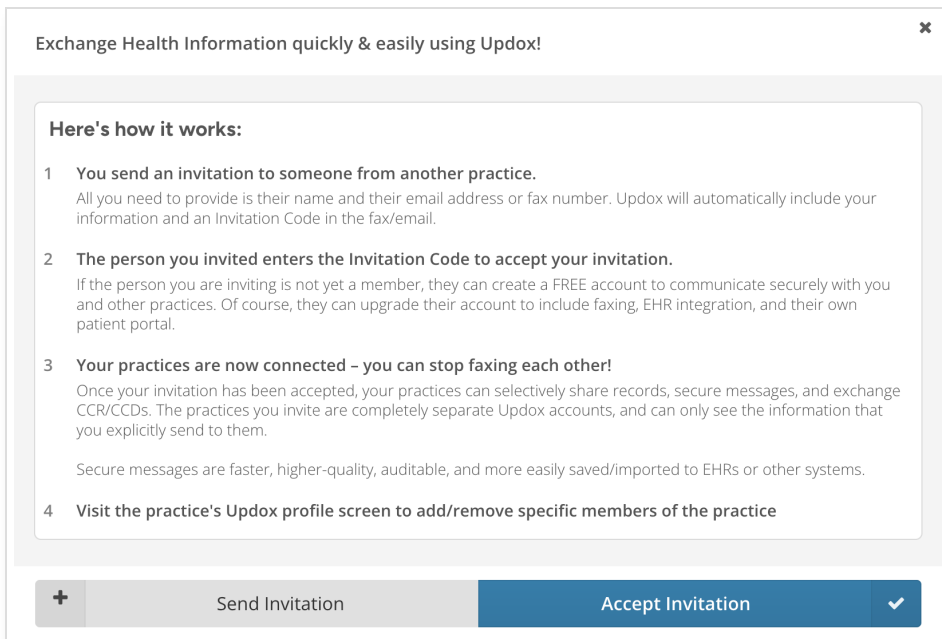 Exchange Health Information quickly & easily using Updox!
Here's how it works:
1 You send an invitation to someone from another practice.
All you need to provide is their name and their email address or fax number. Updox will automatically include your
information and an Invitation Code in the fax/email.
2 The person you invited enters the Invitation Code to accept your invitation.
If the person you are inviting is not yet a member, they can create a FREE account to communicate securely with you
and other practices. Of course, they can upgrade their account to include faxing, EHR integration, and their own
patient portal.
3 Your practices are now connected – you can stop faxing each other!
Once your invitation has been accepted, your practices can selectively share records, secure messages, and exchange
CCR/CCDs. The practices you invite are completely separate Updox accounts, and can only see the information that
you explicitly send to them.
Secure messages are faster, higher-quality, auditable, and more easily saved/imported to EHRs or other systems.
4 Visit the practice's Updox profile screen to add/remove specific members of the practice
Send Invitation
Accept Invitation